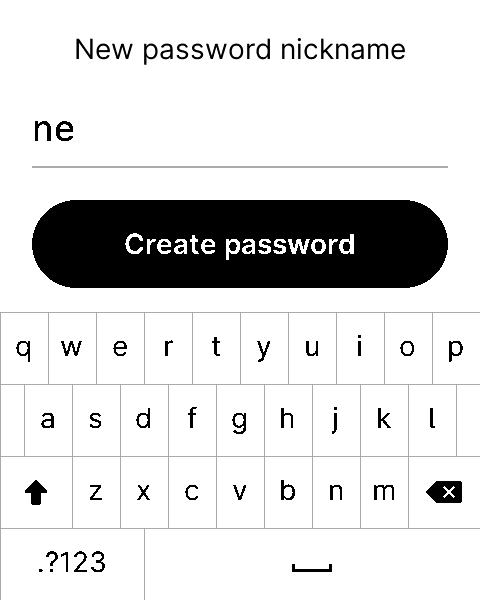 New password nickname
ne
Create password
q w e r t y u i o p
a s d f g h j k l
z x c v b n m
.?123